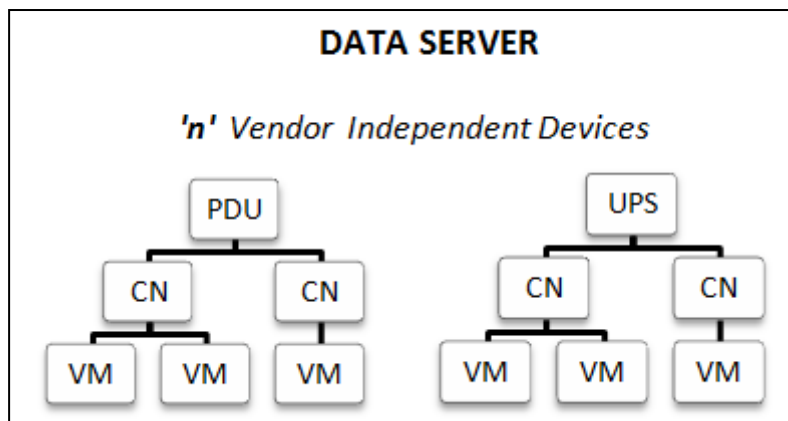 DATA SERVER
'n' Vendor Independent Devices
PDU UPS
CN CN CN CN
VM VM VM VM VM VM